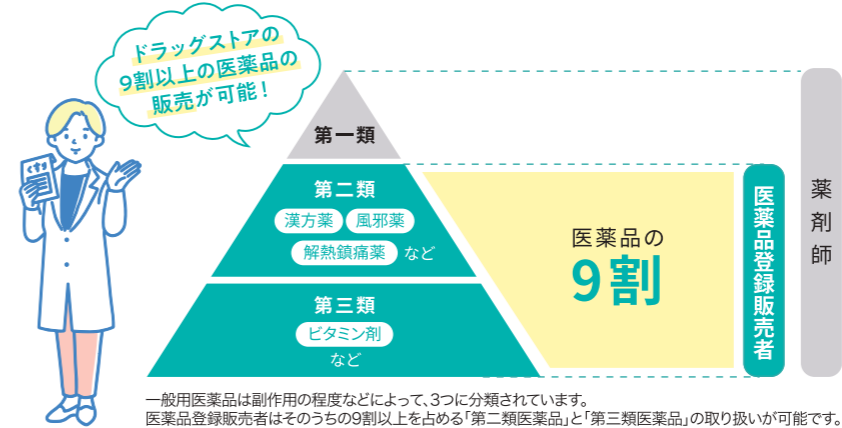 ドラッグストアの
9割以上の医薬品の
販売が可能！
くすり
第一類
第二類
漢方薬
風邪薬
解熱鎮痛薬
など
第三類
ビタミン剤
など
医薬品の
9割
医薬品登録販売者
薬剤師
一般用医薬品は副作用の程度などによって、3つに分類されています。
医薬品登録販売者はそのうちの9割以上を占める「第二類医薬品」と「第三類医薬品」の取り扱いが可能です。